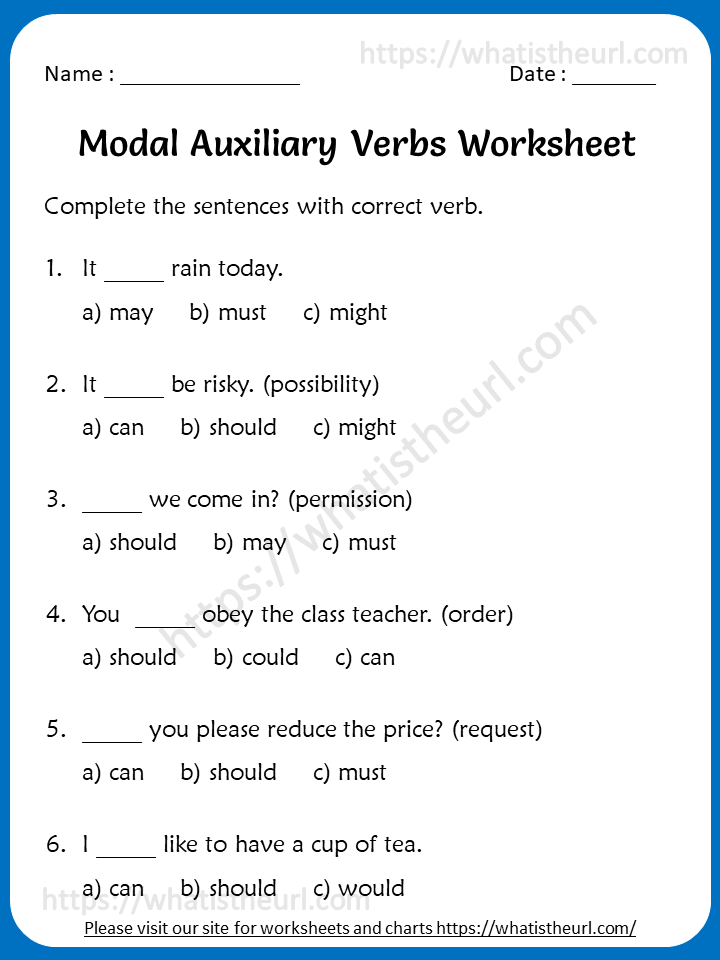 https://whatistheurl.com
Name : _______________ Date : _______
Modal Auxiliary Verbs Worksheet
Complete the sentences with correct verb.
1. It _____ rain today.
a) may b) must c) might
2. It _____ be risky. (possibility)
a) can b) should c) might
3. _____ we come in? (permission)
a) should b) may c) must
https://whatistheurl.com
4. You _____ obey the class teacher. (order)
a) should b) could c) can
5. _____ you please reduce the price? (request)
a) can b) should c) must
6. I _____ like to have a cup of tea.
a) can b) should c) would
https://whatistheurl.com
Please visit our site for worksheets and charts https://whatistheurl.com/